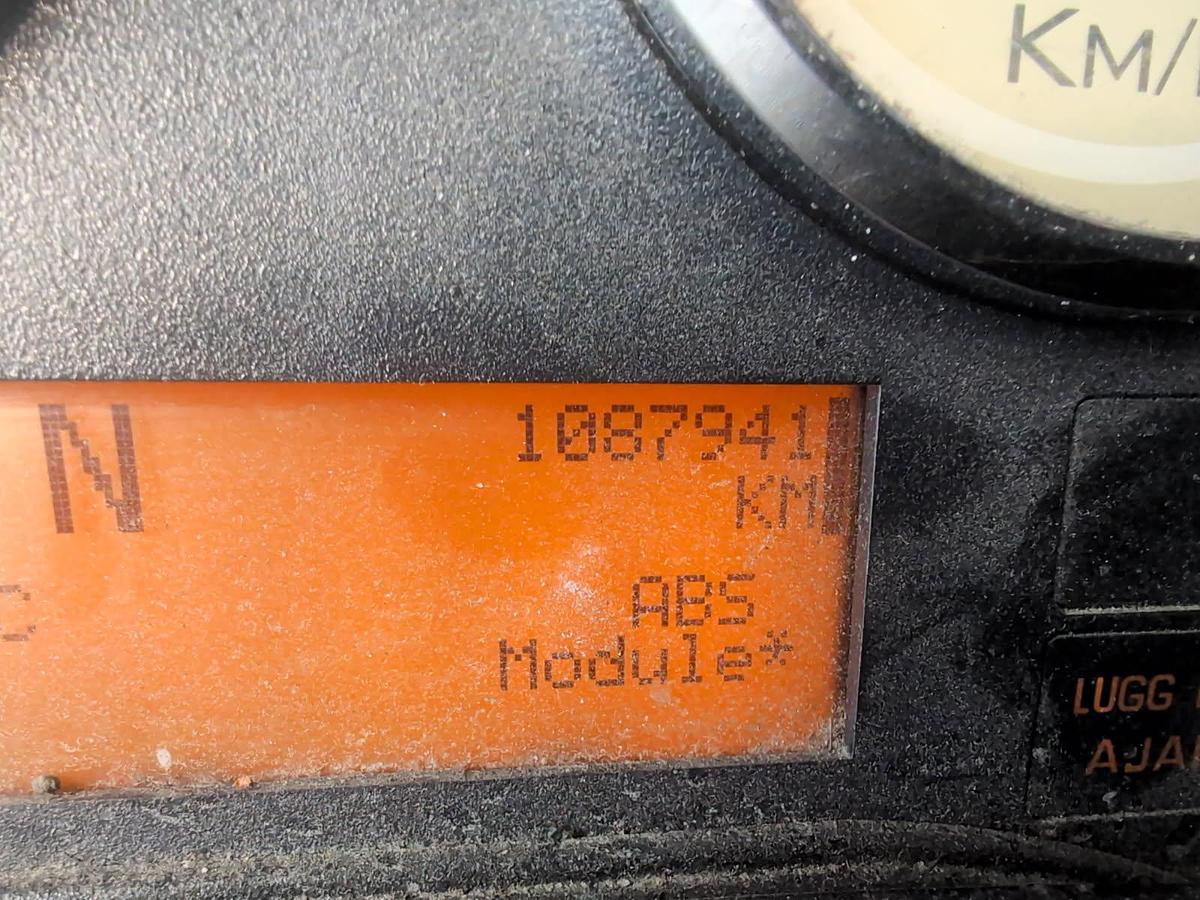 KM/
N 1087941
KM
ABS
Module*
LUGG
AJA